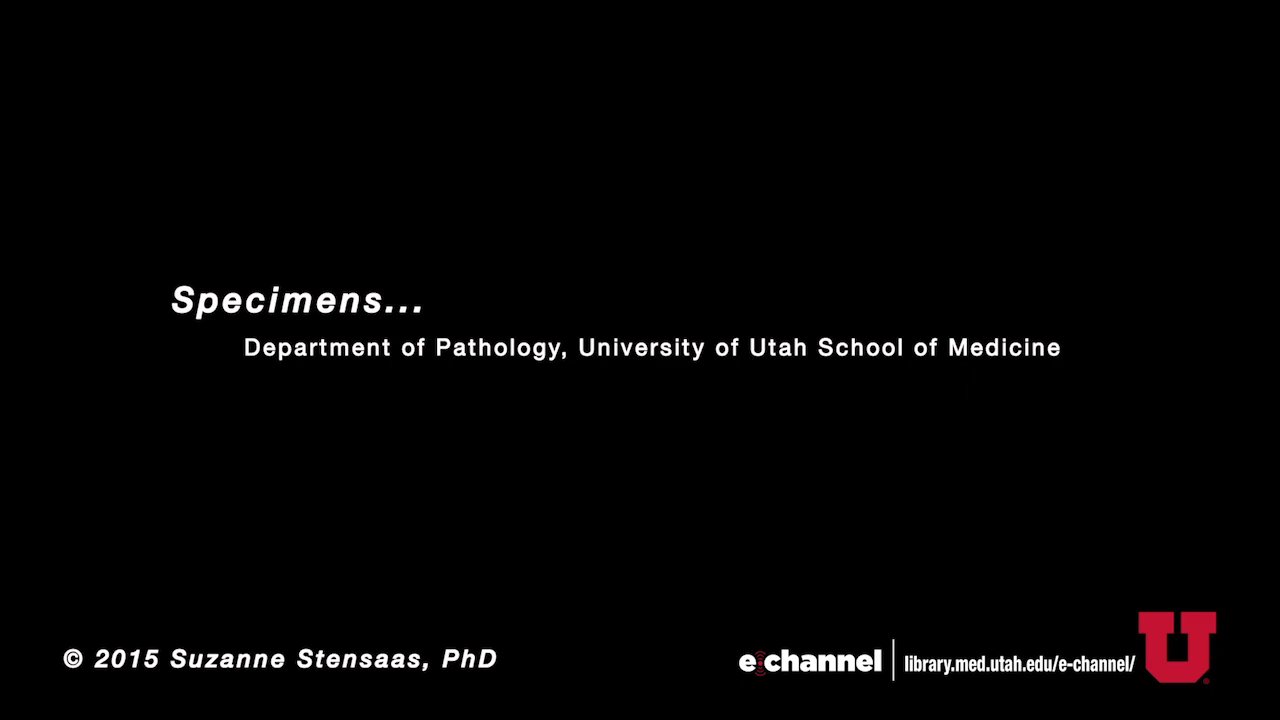 Specimens...
Department of Pathology, University of Utah School of Medicine
© 2015 Suzanne Stensaas, PhD
e channel | library.med.utah.edu/e-channel/
U®